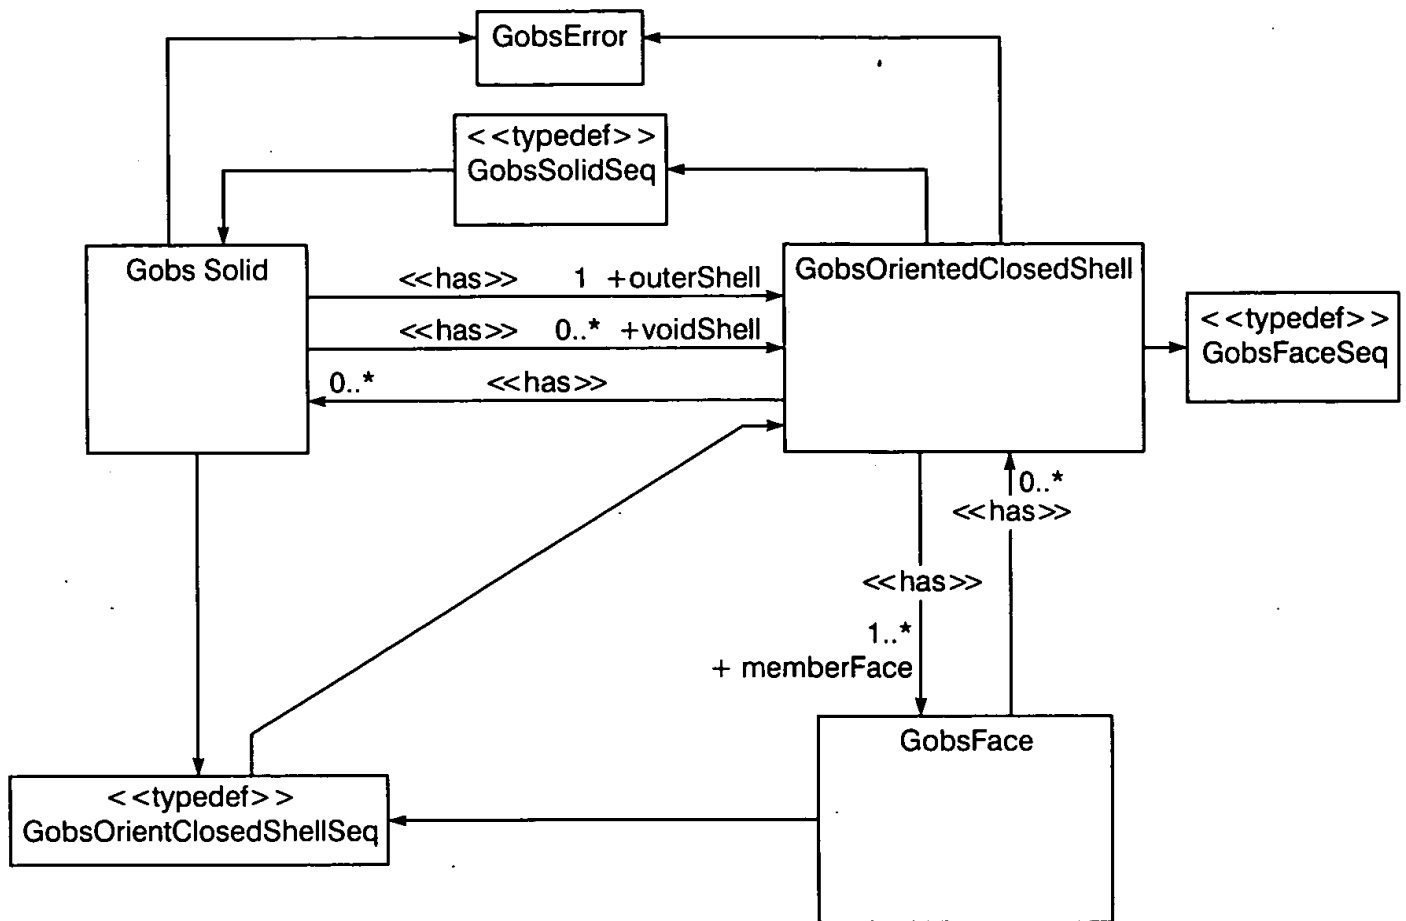 GobsError
<<typedef>>
GobsSolidSeq
Gobs Solid
<<has>> 1 +outerShell
<<has>> 0..* +voidShell
0..* <<has>>
GobsOrientedClosedShell
<<typedef>>
GobsFaceSeq
0..*
<<has>>
<<has>>
1..*
+ memberFace
GobsFace
<<typedef>>
GobsOrientClosedShellSeq